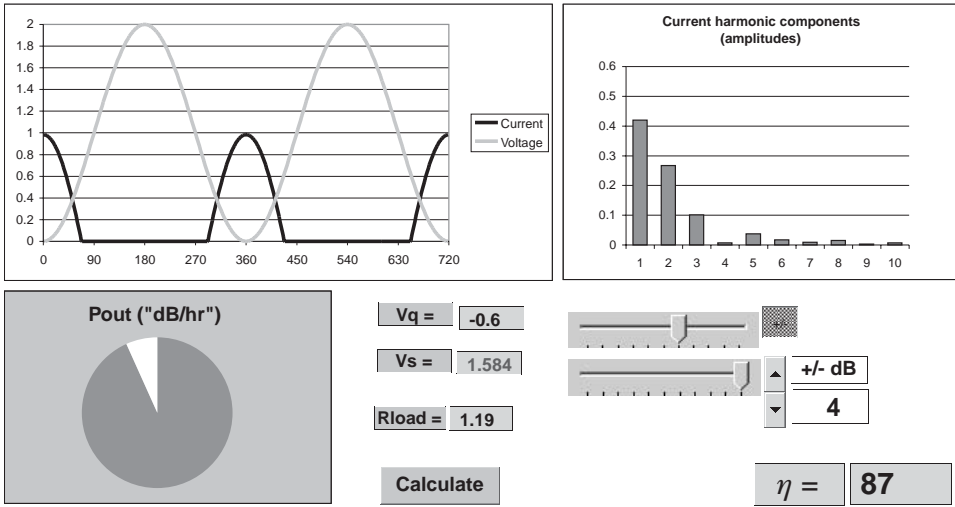 2
1.8
1.6
1.4
1.2
1
0.8
0.6
0.4
0.2
0
0 90 180 270 360 450 540 630 720
Current
Voltage
Current harmonic components
(amplitudes)
0.6
0.5
0.4
0.3
0.2
0.1
0
1 2 3 4 5 6 7 8 9 10
Pout ("dB/hr")
Vq = -0.6
Vs = 1.584
Rload = 1.19
Calculate
+/-
+/- dB
4
η = 87